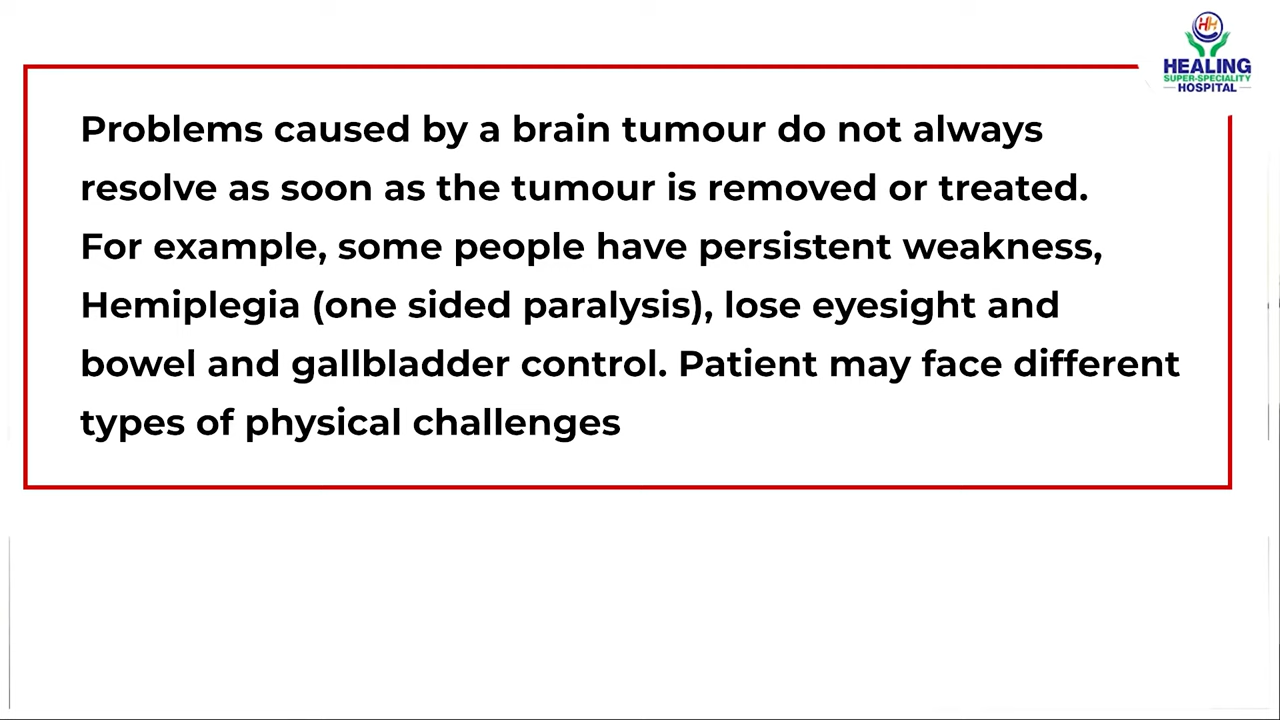 HM
HEALING
SUPER-SPECIALITY
HOSPITAL
Problems caused by a brain tumour do not always
resolve as soon as the tumour is removed or treated.
For example, some people have persistent weakness,
Hemiplegia (one sided paralysis), lose eyesight and
bowel and gallbladder control. Patient may face different
types of physical challenges